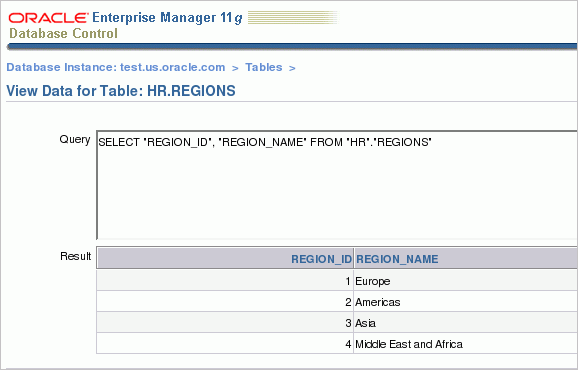 ORACLE Enterprise Manager 11g
Database Control
Database Instance: test.us.oracle.com > Tables >
View Data for Table: HR.REGIONS
Query SELECT "REGION_ID", "REGION_NAME" FROM "HR"."REGIONS"
Result REGION_ID REGION_NAME
1 Europe
2 Americas
3 Asia
4 Middle East and Africa